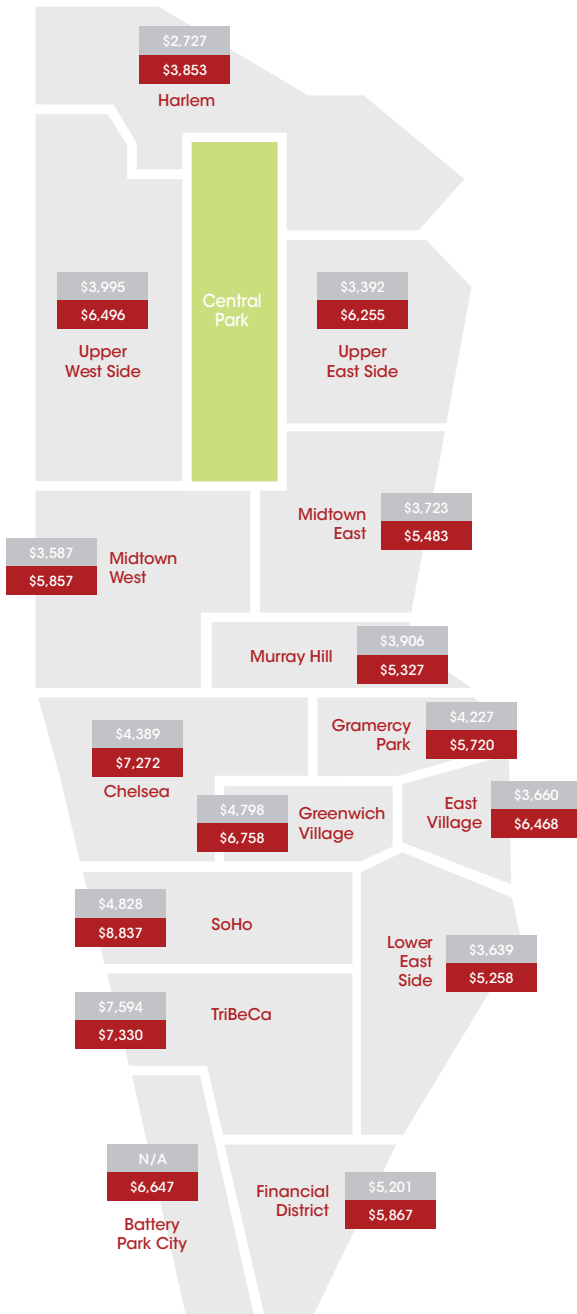 $2,727
$3,853
Harlem
$3,995
$6,496
Upper
West Side
Central
Park
$3,392
$6,255
Upper
East Side
Midtown
East
$3,723
$5,483
$3,587
$5,857
Midtown
West
Murray Hill
$3,906
$5,327
Gramercy
Park
$4,227
$5,720
$4,389
$7,272
Chelsea
$4,798
$6,758
Greenwich
Village
East
Village
$3,660
$6,468
$4,828
$8,837
SoHo
Lower
East
Side
$3,639
$5,258
$7,594
$7,330
TriBeCa
N/A
$6,647
Battery
Park City
Financial
District
$5,201
$5,867